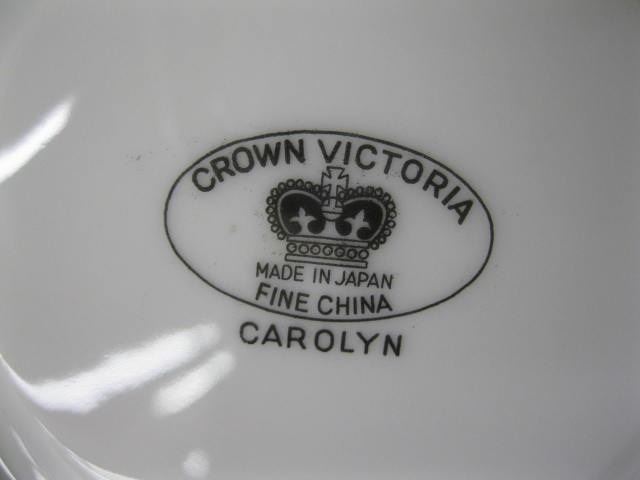 CROWN VICTORIA
MADE IN JAPAN
FINE CHINA
CAROLYN